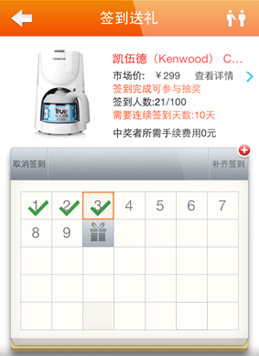 签到送礼
凯伍德（Kenwood） C...
市场价: ￥299 查看详情
签到完成可参与抽奖
签到人数:21/100
需要连续签到天数:10天
中奖者所需手续费用0元
取消签到 补齐签到
1 2 3 4 5 6 7
8 9